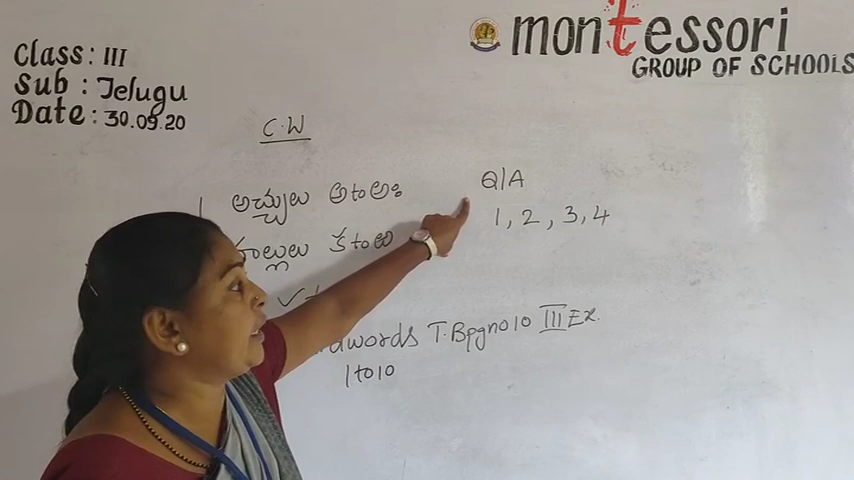 montessori
GROUP OF SCHOOLS
Class: III
Sub : Telugu
Date : 30.09.20
C.W
అచ్చులు అ to అః
హల్లులు క to ఱ
Q/A
1, 2, 3, 4
T.B pg no 10 III Ex.
1 to 10